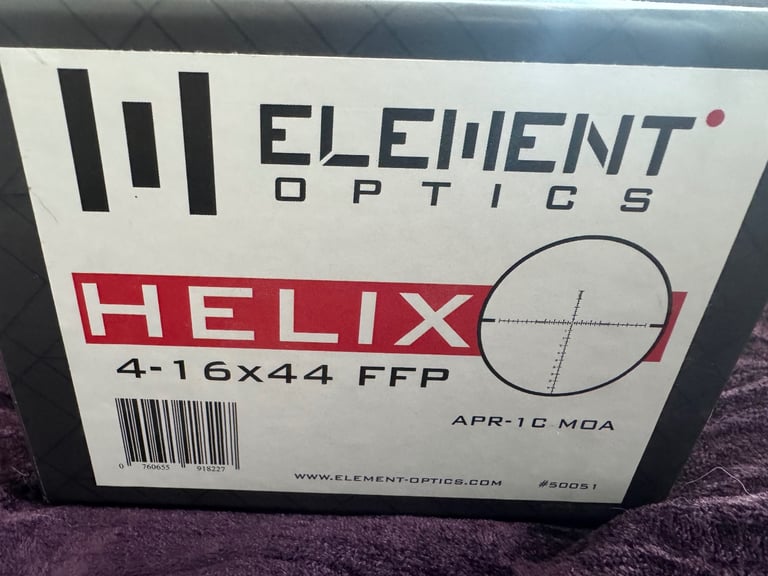 ELEMENT
OPTICS
HELIX
4-16x44 FFP
APR-1C MOA
0 760655 918227
WWW.ELEMENT-OPTICS.COM #50051